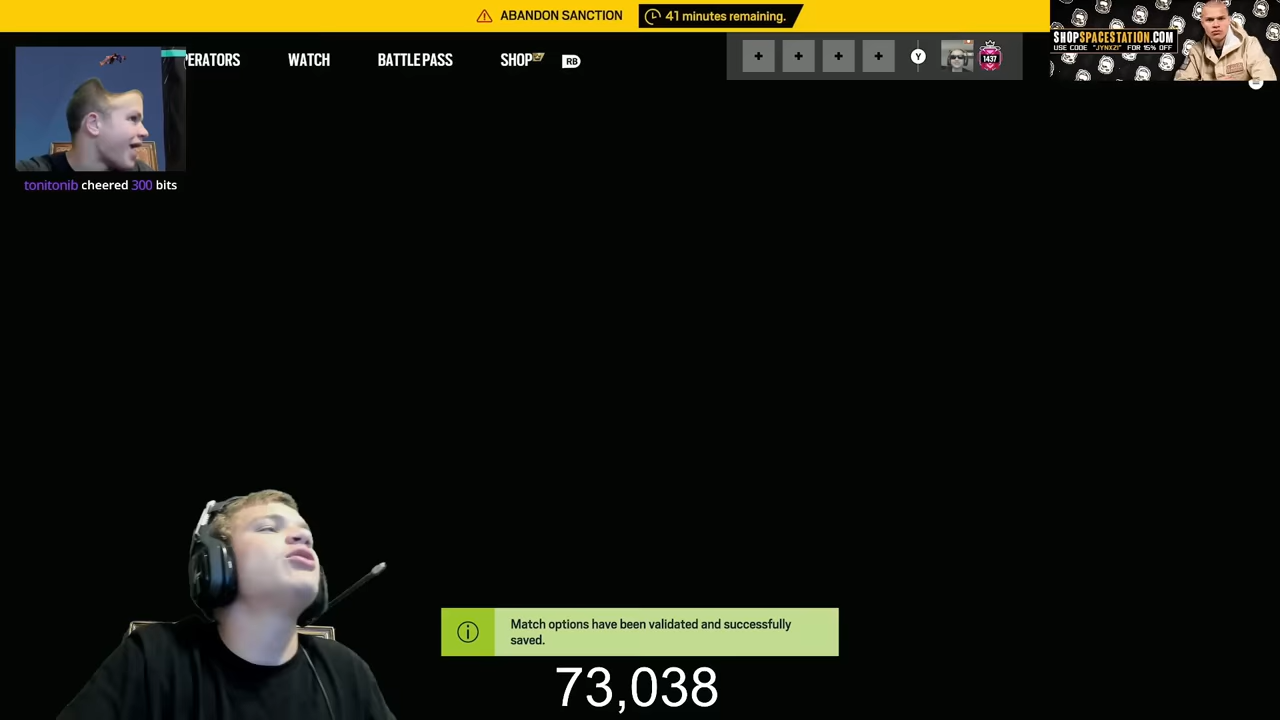 ABANDON SANCTION
41 minutes remaining.
PERATORS
WATCH
BATTLE PASS
SHOP
RB
Y
1437
SHOPSPACESTATION.COM
USE CODE "JYNXZI" FOR 15% OFF
tonitonib cheered 300 bits
Match options have been validated and successfully
saved.
73,038